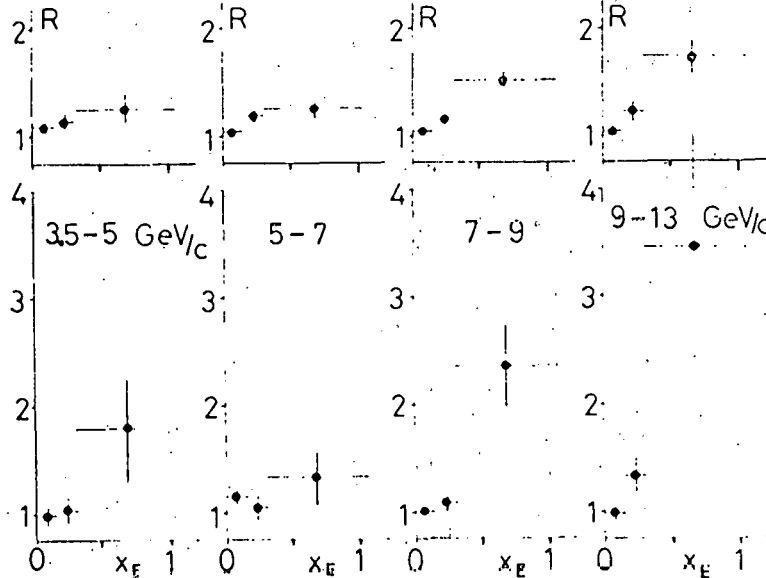 2 R 2 R 2 R 2 R
1 1 1 1
4 4 4 4
3.5-5 GeV/c 5-7 7-9 9-13 GeV/c
3 3 3 3
2 2 2 2
1 1 1 1
0 x_E 1 0 x_E 1 0 x_E 1 0 x_E 1